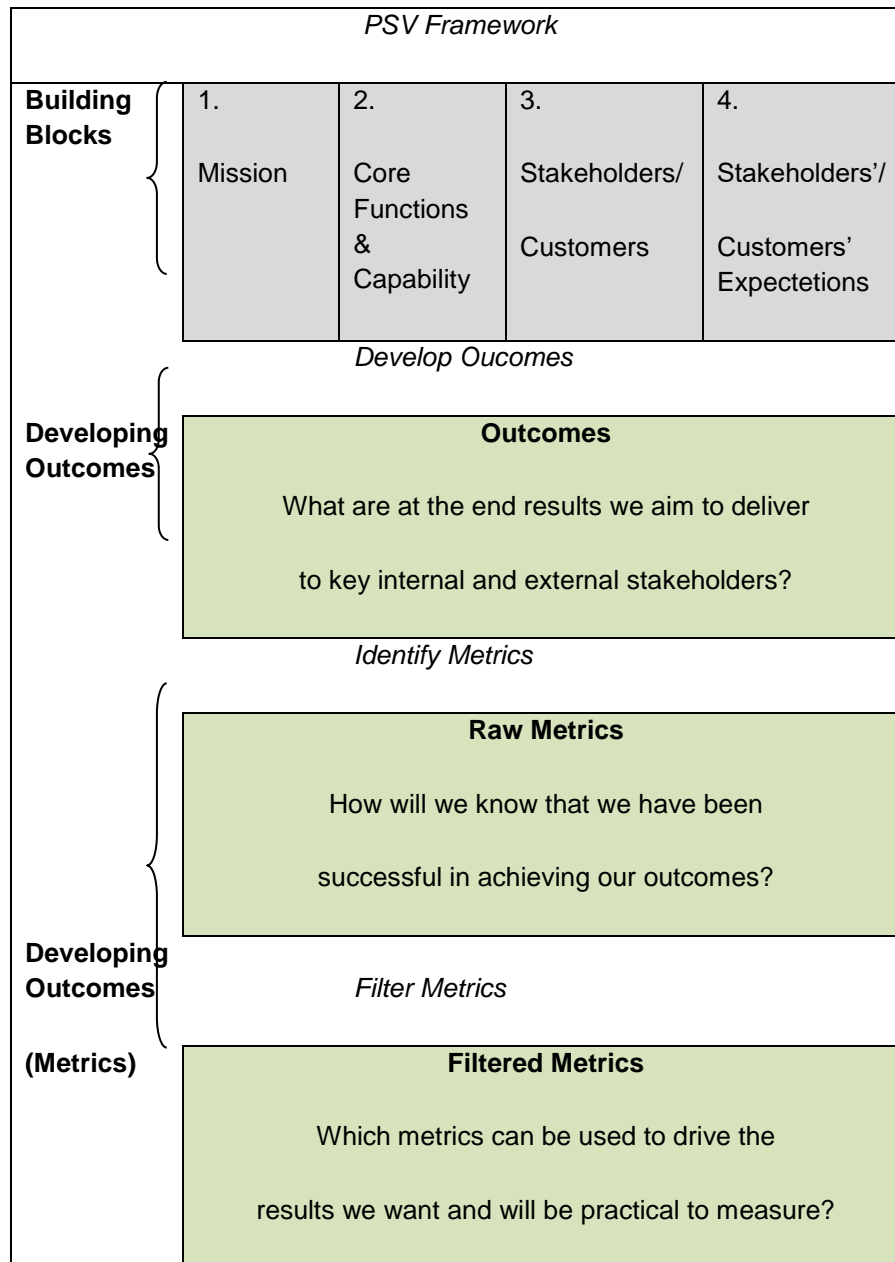 PSV Framework
Building
Blocks
1.
Mission
2.
Core
Functions
&
Capability
3.
Stakeholders/
Customers
4.
Stakeholders’/
Customers’
Expectetions
Develop Oucomes
Developing
Outcomes
Outcomes
What are at the end results we aim to deliver
to key internal and external stakeholders?
Identify Metrics
Raw Metrics
How will we know that we have been
successful in achieving our outcomes?
Developing
Outcomes
(Metrics)
Filter Metrics
Filtered Metrics
Which metrics can be used to drive the
results we want and will be practical to measure?